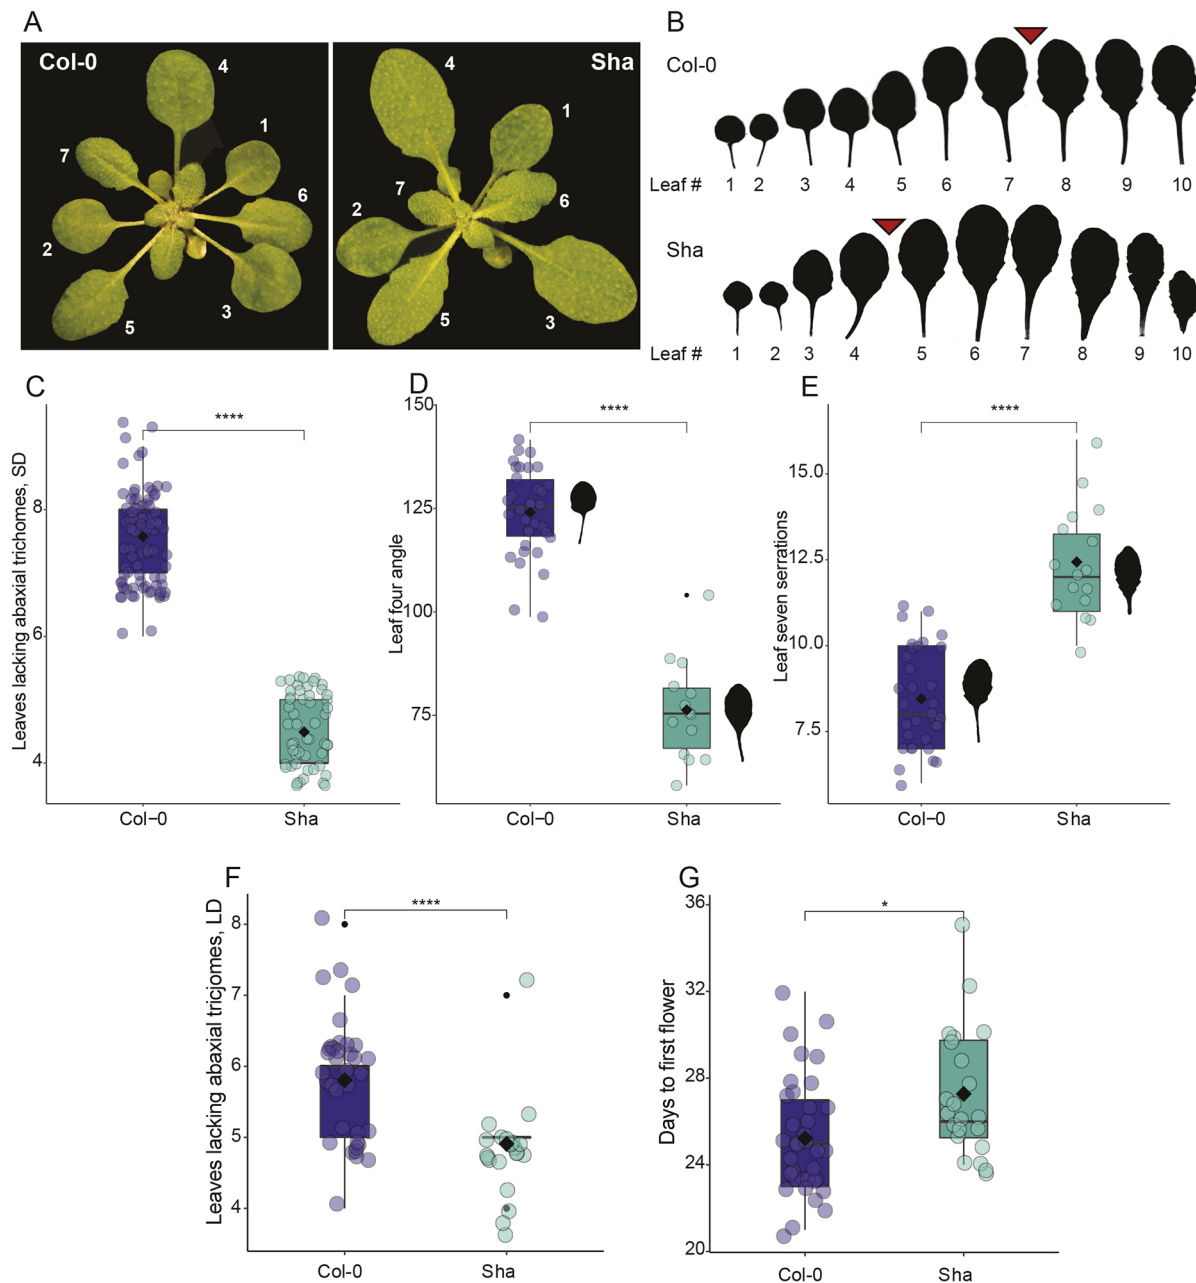 A
Col-0
4
1
7
6
2
3
5
Sha
4
1
7
6
2
5
3
B
Col-0
Leaf # 1 2 3 4 5 6 7 8 9 10
Sha
Leaf # 1 2 3 4 5 6 7 8 9 10
C
Leaves lacking abaxial trichomes, SD
****
8
6
4
Col–0 Sha
D
Leaf four angle
****
150
125
100
75
Col–0 Sha
E
Leaf seven serrations
****
15.0
12.5
10.0
7.5
Col–0 Sha
F
Leaves lacking abaxial tricjomes, LD
****
8
7
6
5
4
Col-0 Sha
G
Days to first flower
*
36
32
28
24
20
Col-0 Sha